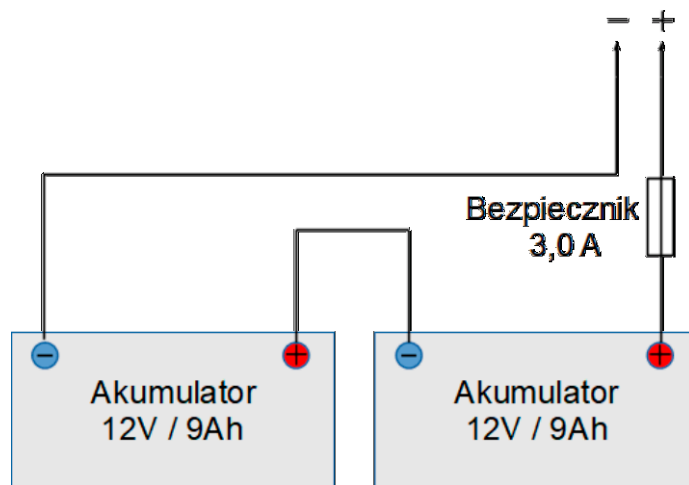 − +
Bezpiecznik
3,0 A
− + − +
Akumulator
12V / 9Ah
Akumulator
12V / 9Ah